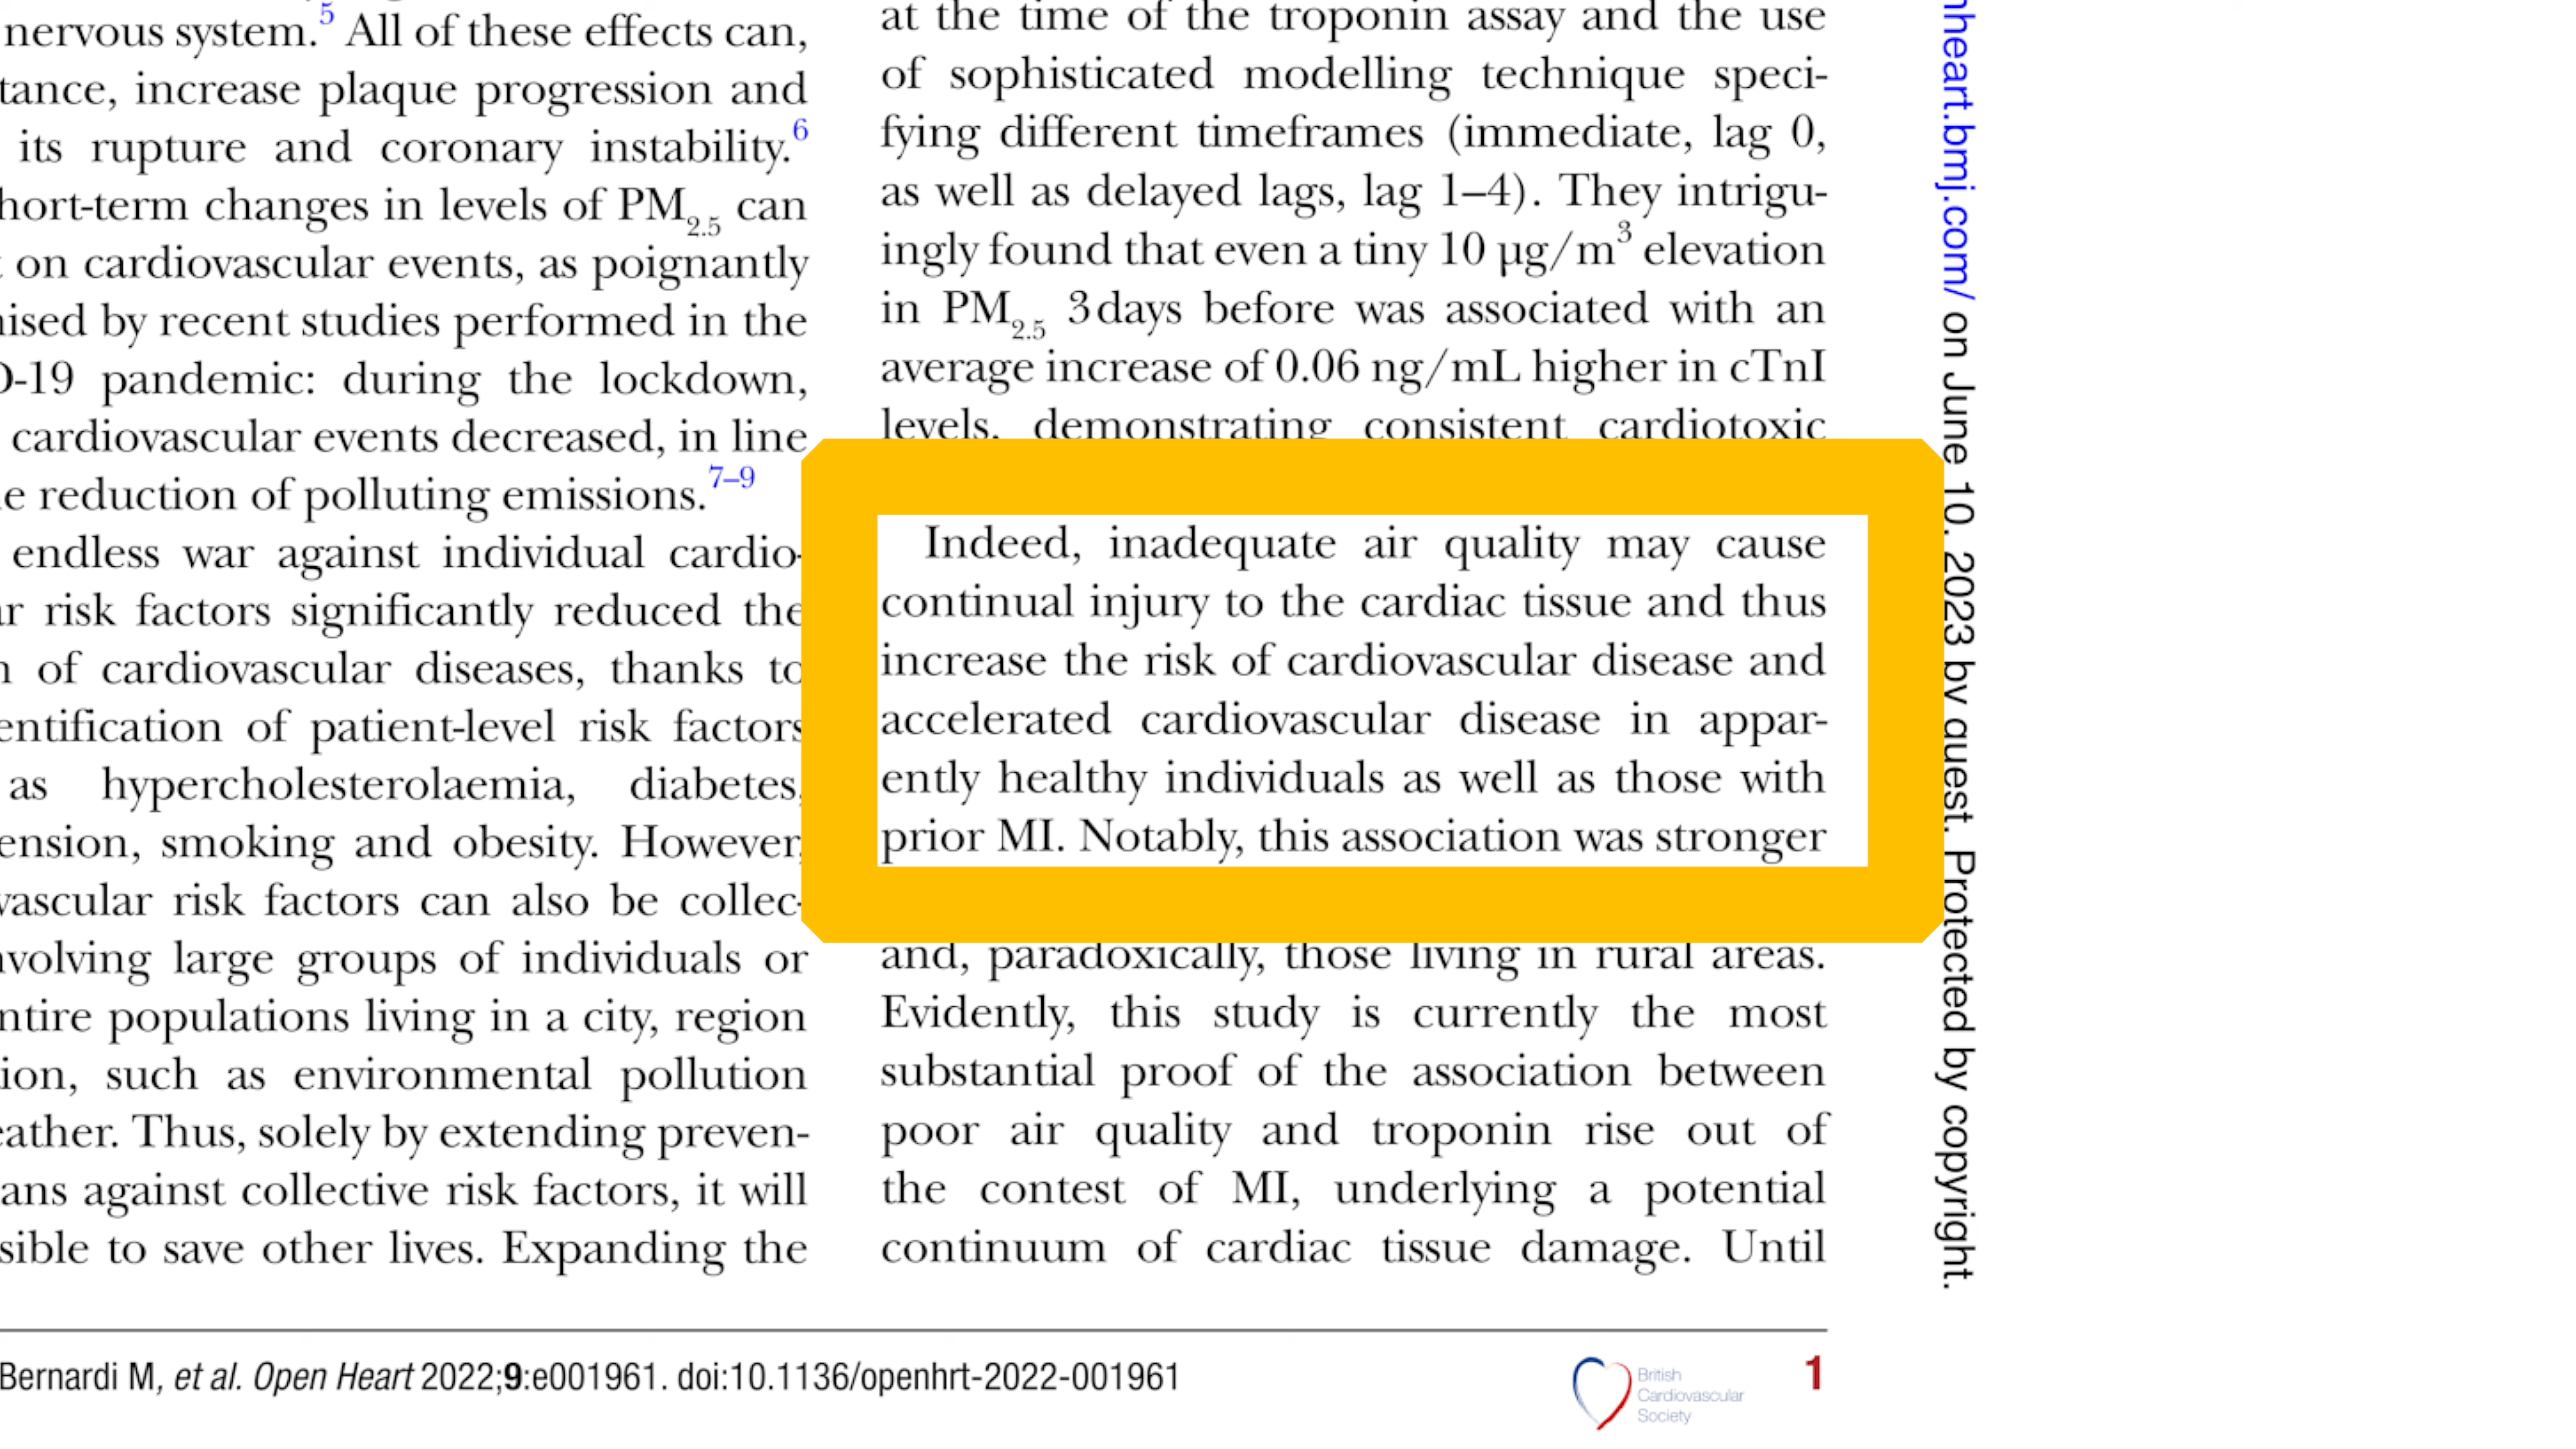 nervous system.5 All of these effects can,
tance, increase plaque progression and
its rupture and coronary instability.6
hort-term changes in levels of PM2.5 can
on cardiovascular events, as poignantly
nised by recent studies performed in the
D-19 pandemic: during the lockdown,
cardiovascular events decreased, in line
e reduction of polluting emissions.7–9
endless war against individual cardio-
ar risk factors significantly reduced the
n of cardiovascular diseases, thanks to
entification of patient-level risk factors
as hypercholesterolaemia, diabetes,
ension, smoking and obesity. However,
vascular risk factors can also be collec-
nvolving large groups of individuals or
ntire populations living in a city, region
ion, such as environmental pollution
eather. Thus, solely by extending preven-
ans against collective risk factors, it will
sible to save other lives. Expanding the
at the time of the troponin assay and the use
of sophisticated modelling technique speci-
fying different timeframes (immediate, lag 0,
as well as delayed lags, lag 1–4). They intrigu-
ingly found that even a tiny 10 µg/m3 elevation
in PM2.5 3 days before was associated with an
average increase of 0.06 ng/mL higher in cTnI
levels, demonstrating consistent cardiotoxic
Indeed, inadequate air quality may cause
continual injury to the cardiac tissue and thus
increase the risk of cardiovascular disease and
accelerated cardiovascular disease in appar-
ently healthy individuals as well as those with
prior MI. Notably, this association was stronger
and, paradoxically, those living in rural areas.
Evidently, this study is currently the most
substantial proof of the association between
poor air quality and troponin rise out of
the contest of MI, underlying a potential
continuum of cardiac tissue damage. Until
nheart.bmj.com/ on June 10, 2023 by guest. Protected by copyright.
Bernardi M, et al. Open Heart 2022;9:e001961. doi:10.1136/openhrt-2022-001961
British
Cardiovascular
Society
1